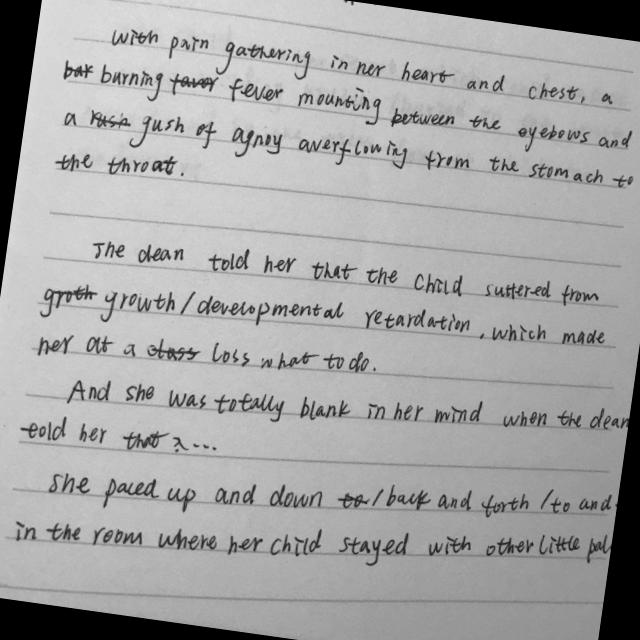 with pain gathering in her heart and chest, a
bar burning faver fever mounting between the eyebows and
a rush gush of agnoy averflowing from the stomach to
the throat.
The dean told her that the child suffered from
groth growth/developmental retardation, which made
her at a class loss what to do.
And she was totally blank in her mind when the dean
told her that a...
She paced up and down to/back and forth/to and
in the room where her child stayed with other little pal